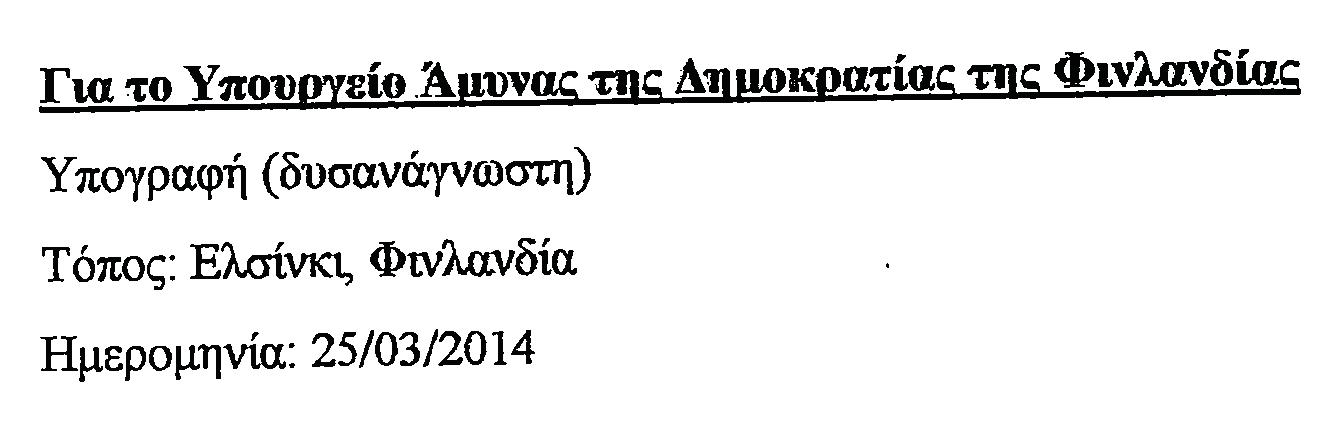 Για το Υπουργείο Άμυνας της Δημοκρατίας της Φινλανδίας
Υπογραφή (δυσανάγνωστη)
Τόπος: Ελσίνκι, Φινλανδία
Ημερομηνία: 25/03/2014